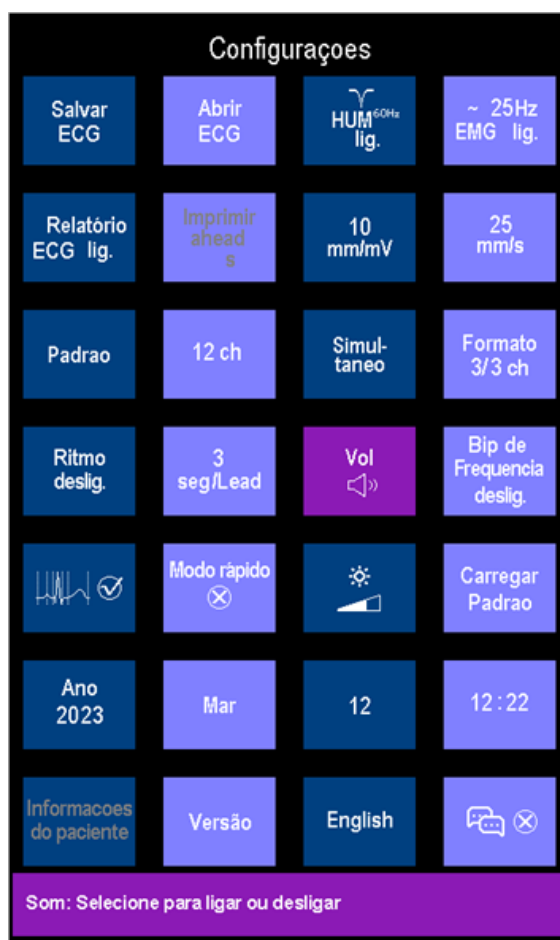 Configuraçoes
Salvar
ECG
Abrir
ECG
HUM 60Hz
lig.
~ 25Hz
EMG lig.
Relatório
ECG lig.
Imprimir
ahead
s
10
mm/mV
25
mm/s
Padrao
12 ch
Simul-
taneo
Formato
3/3 ch
Ritmo
deslig.
3
seg/Lead
Vol
Bip de
Frequencia
deslig.
Modo rápido
Carregar
Padrao
Ano
2023
Mar
12
12:22
Informacoes
do paciente
Versão
English
Som: Selecione para ligar ou desligar